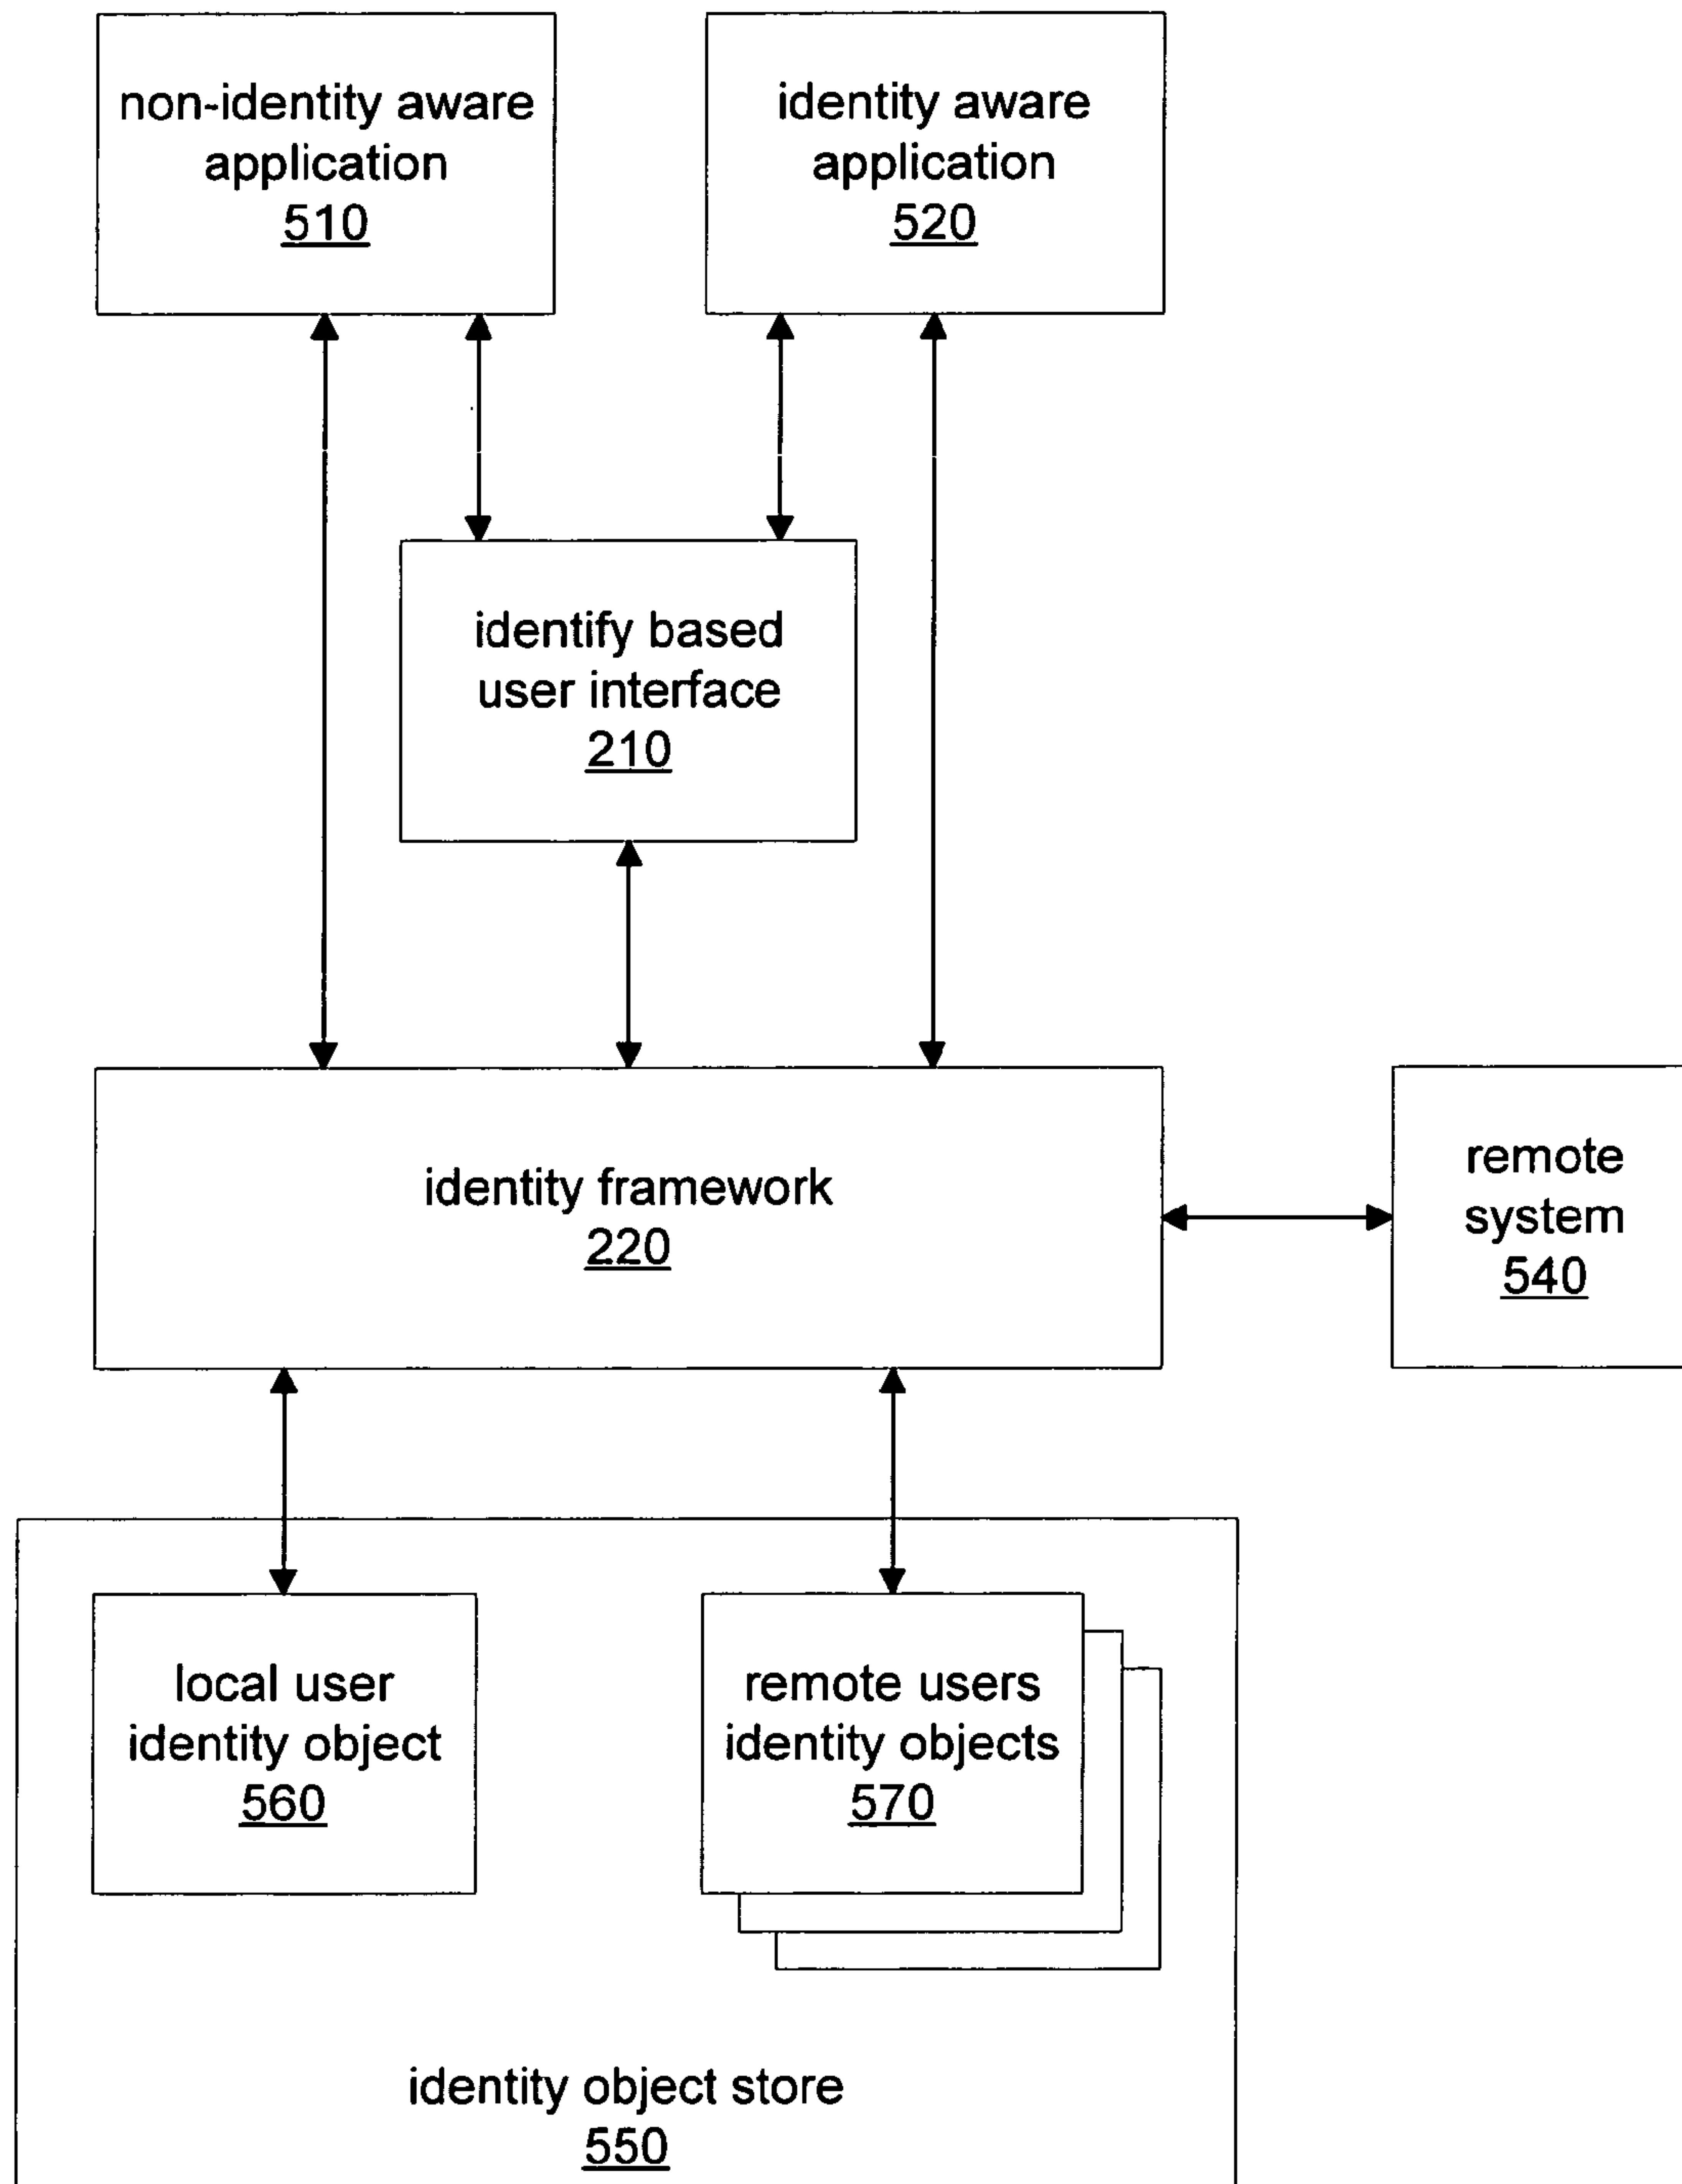 non-identity aware
application
510
identity aware
application
520
identify based
user interface
210
identity framework
220
remote
system
540
local user
identity object
560
remote users
identity objects
570
identity object store
550